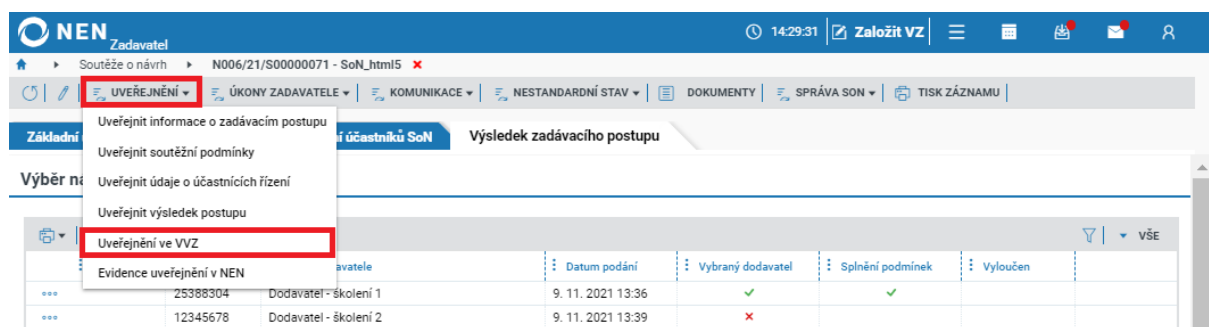 NEN Zadavatel 14:29:31 Založit VZ
Soutěže o návrh N006/21/S00000071 - SoN_html5
UVEŘEJNĚNÍ ÚKONY ZADAVATELE KOMUNIKACE NESTANDARDNÍ STAV DOKUMENTY SPRÁVA SON TISK ZÁZNAMU
Uveřejnit informace o zadávacím postupu
Základní ní účastníků SoN Výsledek zadávacího postupu
Uveřejnit soutěžní podmínky
Výběr ná
Uveřejnit údaje o účastnících řízení
Uveřejnit výsledek postupu
Uveřejnění ve VVZ
VŠE
Evidence uveřejnění v NEN
avatele Datum podání Vybraný dodavatel Splnění podmínek Vyloučen
25388304 Dodavatel - školení 1 9. 11. 2021 13:36
12345678 Dodavatel - školení 2 9. 11. 2021 13:39